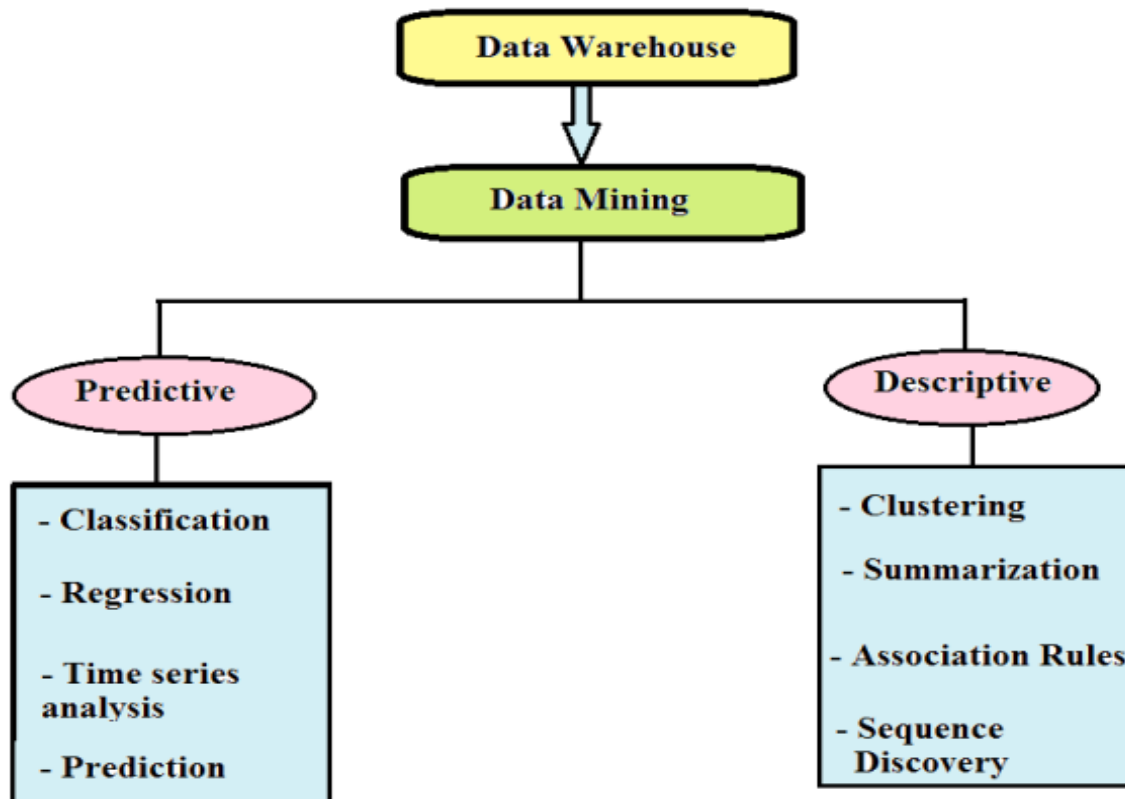 Data Warehouse
Data Mining
Predictive
- Classification
- Regression
- Time series
analysis
- Prediction
Descriptive
- Clustering
- Summarization
- Association Rules
- Sequence
Discovery